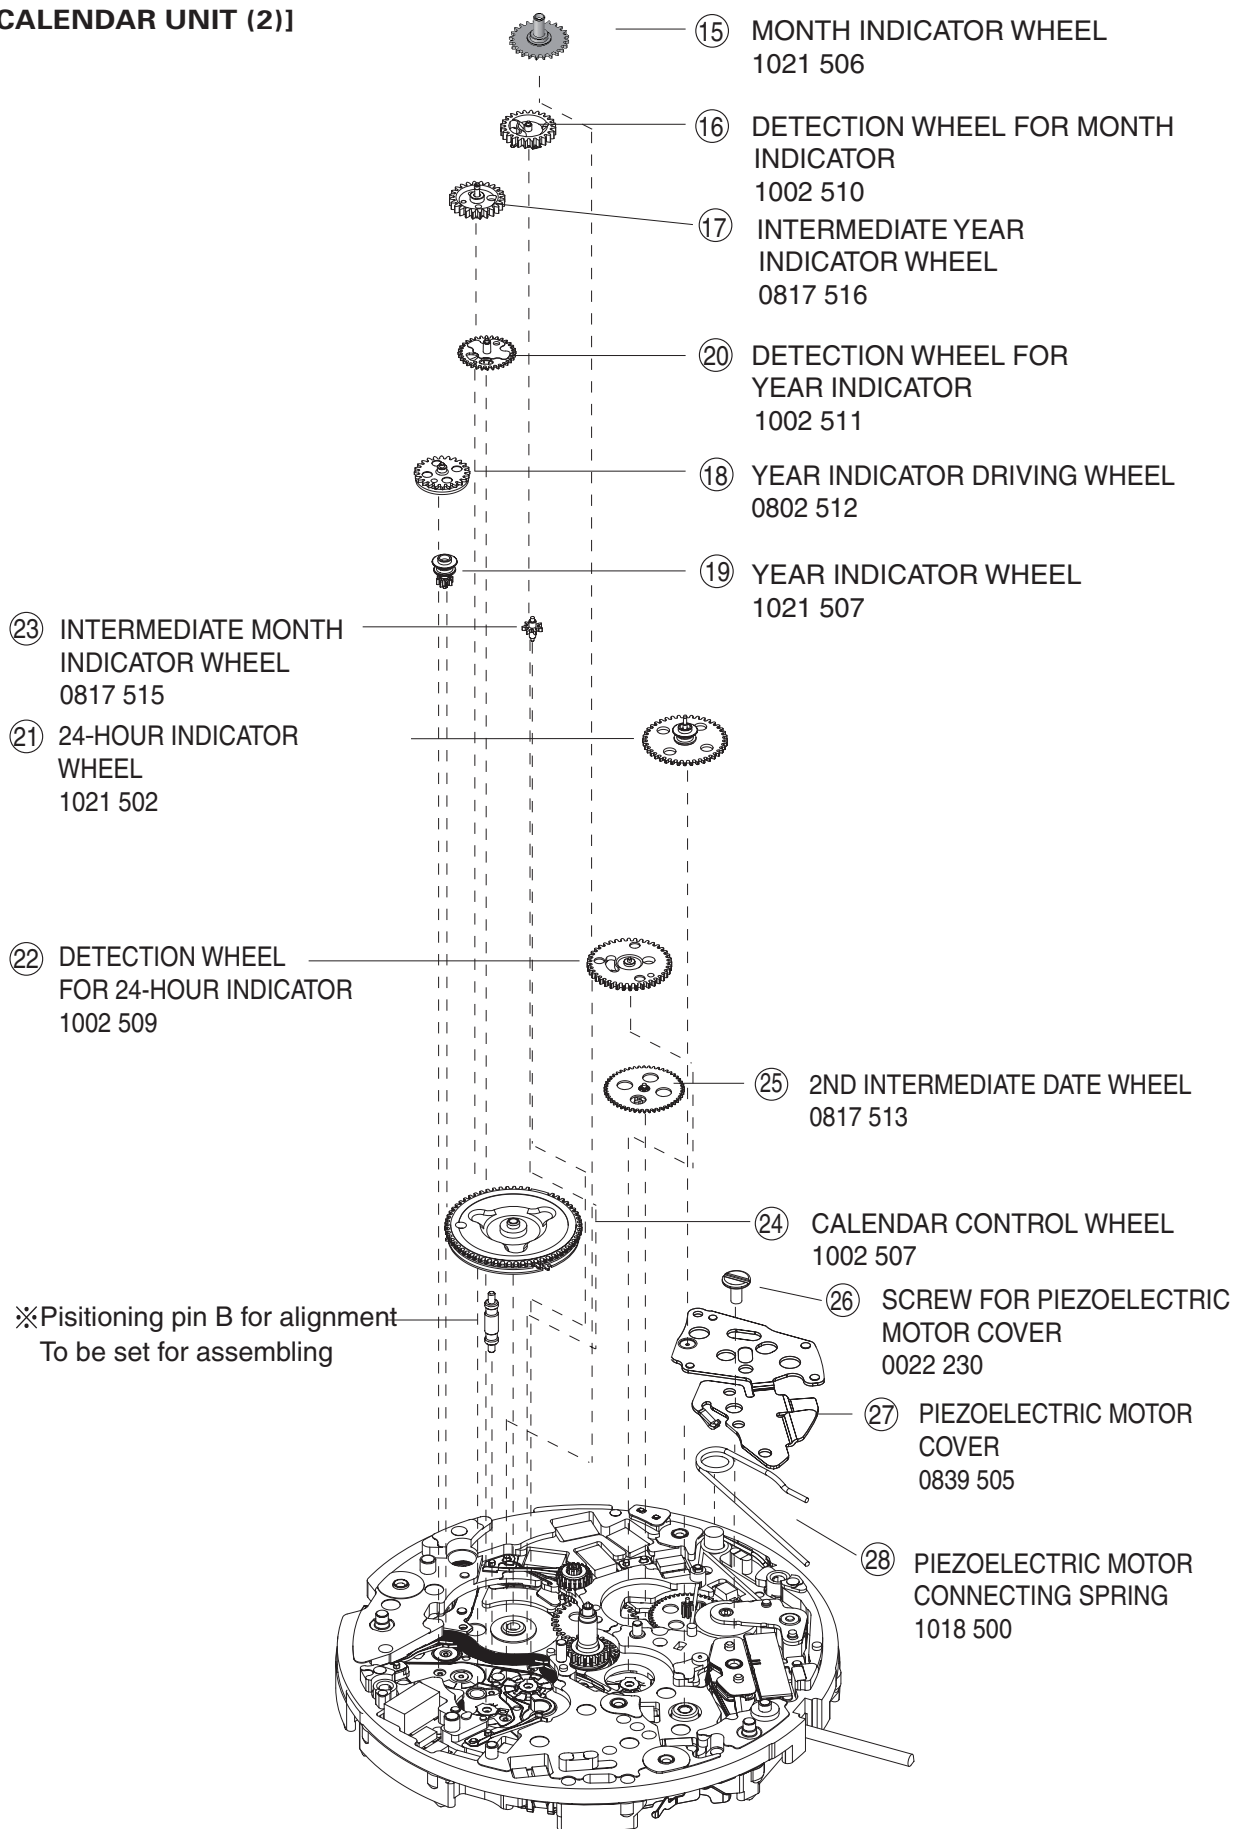 CALENDAR UNIT (2)]
15 MONTH INDICATOR WHEEL
1021 506
16 DETECTION WHEEL FOR MONTH
INDICATOR
1002 510
17 INTERMEDIATE YEAR
INDICATOR WHEEL
0817 516
20 DETECTION WHEEL FOR
YEAR INDICATOR
1002 511
18 YEAR INDICATOR DRIVING WHEEL
0802 512
19 YEAR INDICATOR WHEEL
1021 507
23 INTERMEDIATE MONTH
INDICATOR WHEEL
0817 515
21 24-HOUR INDICATOR
WHEEL
1021 502
22 DETECTION WHEEL
FOR 24-HOUR INDICATOR
1002 509
25 2ND INTERMEDIATE DATE WHEEL
0817 513
24 CALENDAR CONTROL WHEEL
1002 507
※Pisitioning pin B for alignment
To be set for assembling
26 SCREW FOR PIEZOELECTRIC
MOTOR COVER
0022 230
27 PIEZOELECTRIC MOTOR
COVER
0839 505
28 PIEZOELECTRIC MOTOR
CONNECTING SPRING
1018 500